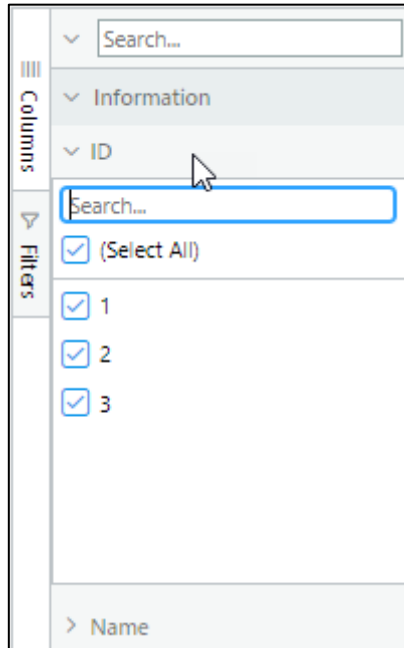 Search...
Columns
Information
ID
Search...
(Select All)
Filters
1
2
3
Name